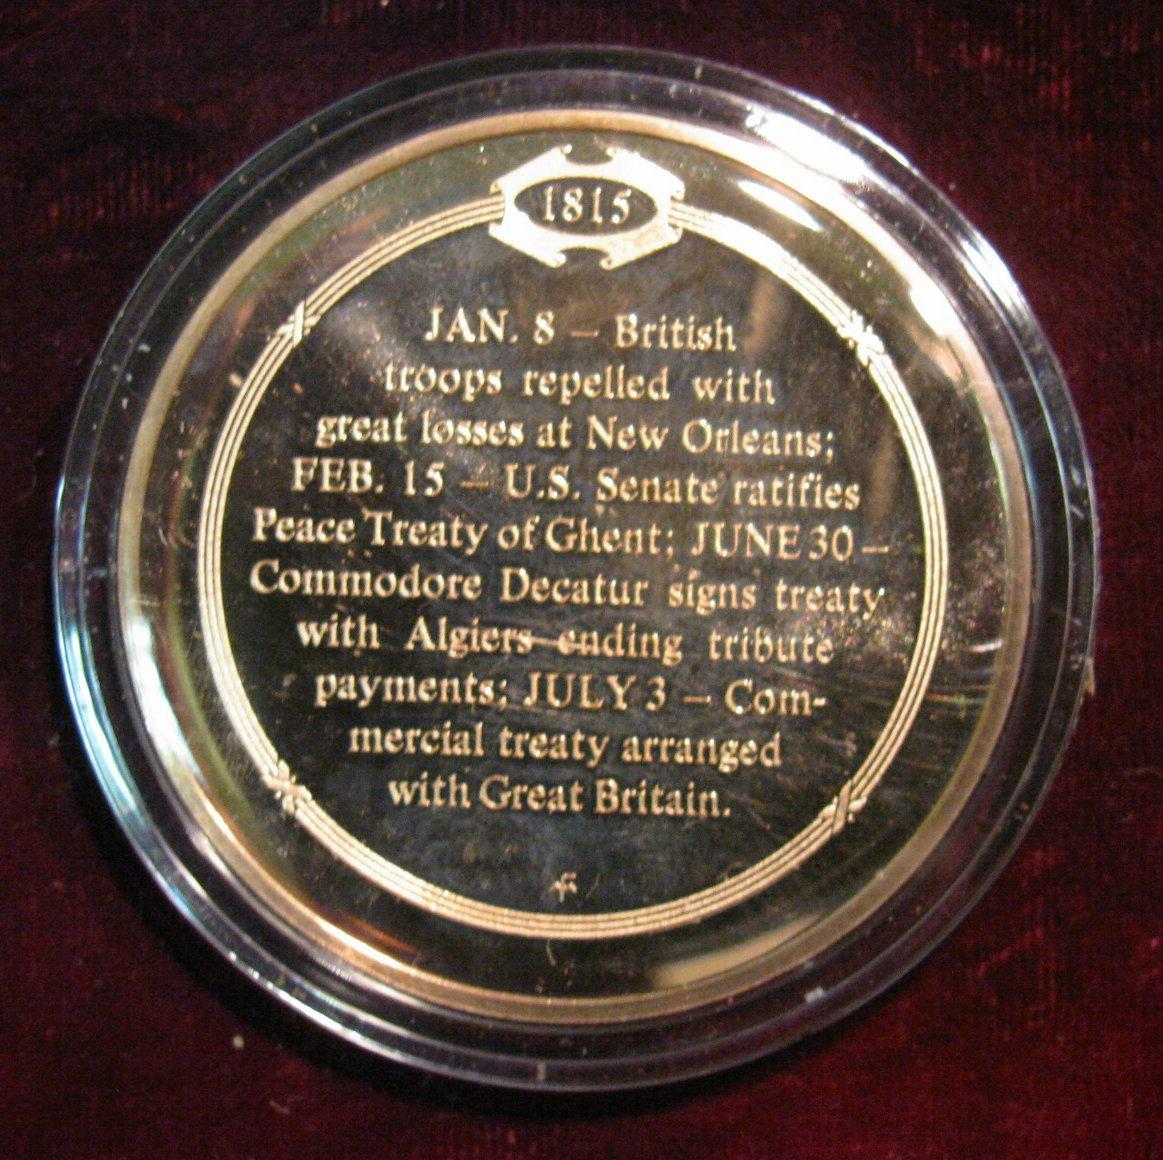 1815
JAN. 8 – British
troops repelled with
great losses at New Orleans;
FEB. 15 – U.S. Senate ratifies
Peace Treaty of Ghent; JUNE 30 –
Commodore Decatur signs treaty
with Algiers ending tribute
payments; JULY 3 – Com-
mercial treaty arranged
with Great Britain.